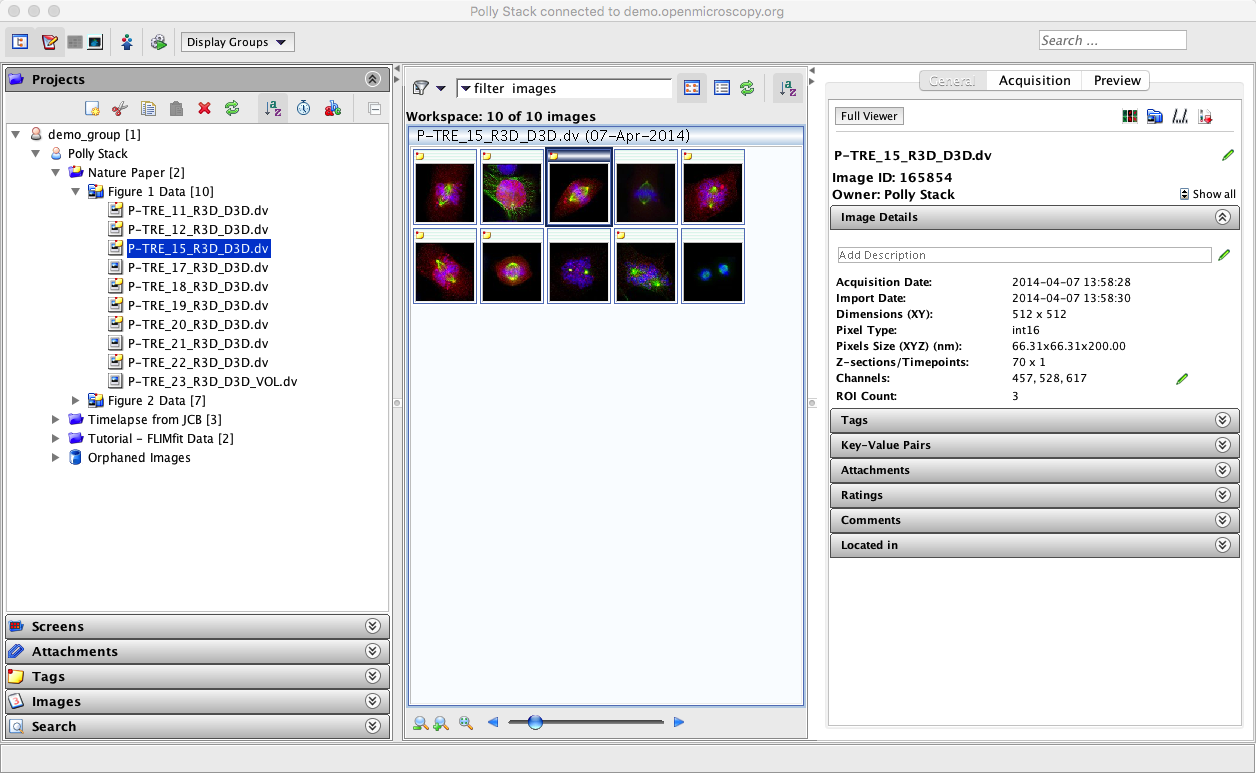 Polly Stack connected to demo.openmicroscopy.org
Display Groups
Search ...
Projects
demo_group [1]
Polly Stack
Nature Paper [2]
Figure 1 Data [10]
P-TRE_11_R3D_D3D.dv
P-TRE_12_R3D_D3D.dv
P-TRE_15_R3D_D3D.dv
P-TRE_17_R3D_D3D.dv
P-TRE_18_R3D_D3D.dv
P-TRE_19_R3D_D3D.dv
P-TRE_20_R3D_D3D.dv
P-TRE_21_R3D_D3D.dv
P-TRE_22_R3D_D3D.dv
P-TRE_23_R3D_D3D_VOL.dv
Figure 2 Data [7]
Timelapse from JCB [3]
Tutorial - FLIMfit Data [2]
Orphaned Images
Screens
Attachments
Tags
Images
Search
filter images
Workspace: 10 of 10 images
P-TRE_15_R3D_D3D.dv (07-Apr-2014)
General Acquisition Preview
Full Viewer
P-TRE_15_R3D_D3D.dv
Image ID: 165854
Owner: Polly Stack Show all
Image Details
Add Description
Acquisition Date: 2014-04-07 13:58:28
Import Date: 2014-04-07 13:58:30
Dimensions (XY): 512 x 512
Pixel Type: int16
Pixels Size (XYZ) (nm): 66.31x66.31x200.00
Z-sections/Timepoints: 70 x 1
Channels: 457, 528, 617
ROI Count: 3
Tags
Key-Value Pairs
Attachments
Ratings
Comments
Located in